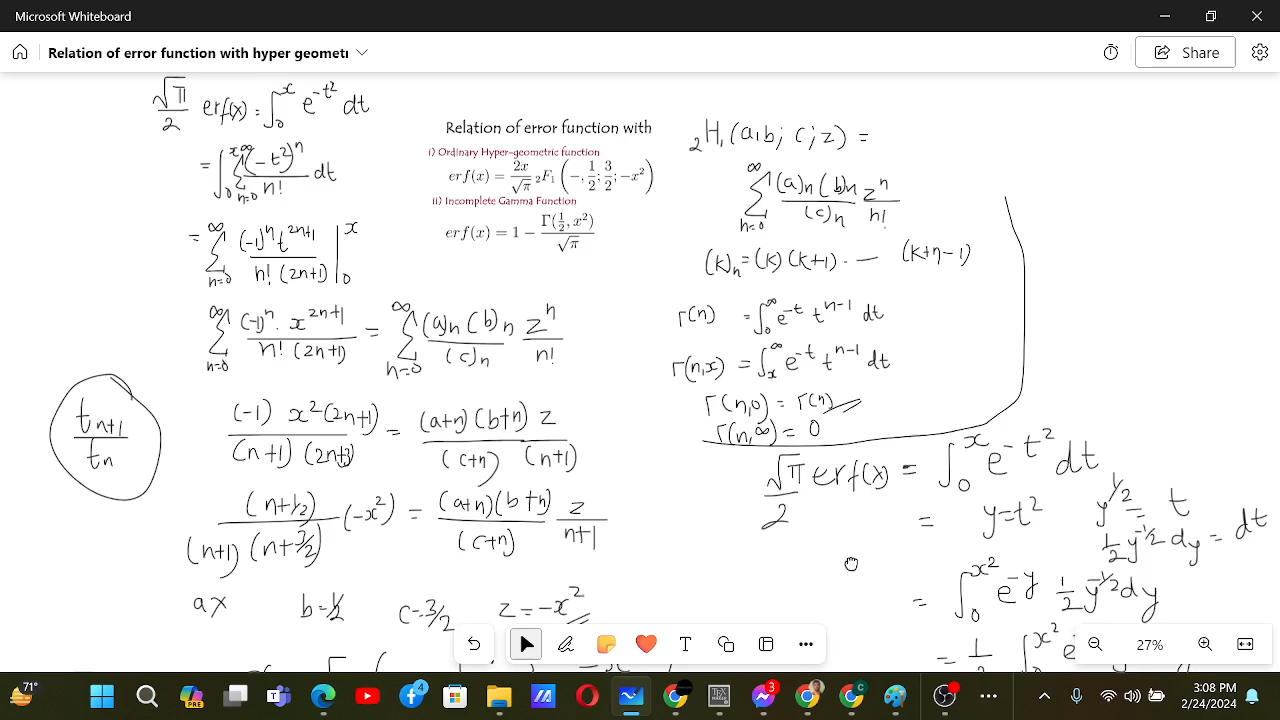 Microsoft Whiteboard
Relation of error function with hyper geometr
Share
√π/2 erf(x) = ∫₀ˣ e^(-t²) dt
= ∫₀ˣ Σ_{n=0}^∞ (-t²)ⁿ / n! dt
= Σ_{n=0}^∞ (-1)ⁿ t^(2n+1) / n! (2n+1) |₀ˣ
Σ_{n=0}^∞ (-1)ⁿ · x^(2n+1) / n! (2n+1) = Σ_{n=0}^∞ (a)ₙ (b)ₙ / (c)ₙ zⁿ / n!
t_{n+1} / t_n
(-1) x² (2n+1) / (n+1) (2n+3) = (a+n) (b+n) z / (c+n) (n+1)
(n+1/2) / (n+1) (n+3/2) (-x²) = (a+n)(b+n) / (c+n) z / n+1
a× b=1/2 c=3/2 z=-x²
Relation of error function with
i) Ordinary Hyper-geometric function
erf(x) = 2x/√π ₂F₁(−, 1/2; 3/2; −x²)
ii) Incomplete Gamma Function
erf(x) = 1 − Γ(1/2, x²)/√π
₂H₁(a,b; c; z) =
Σ_{n=0}^∞ (a)ₙ (b)ₙ / (c)ₙ zⁿ / n!
(k)ₙ = (k) (k+1) ·- — (k+n-1)
Γ(n) = ∫₀^∞ e^(-t) t^(n-1) dt
Γ(n,x) = ∫ₓ^∞ e^(-t) t^(n-1) dt
Γ(n,0) = Γ(n)
Γ(n,∞) = 0
√π/2 erf(x) = ∫₀ˣ e^(-t²) dt
= y=t² y^(1/2) = t
1/2 y^(-1/2) dy = dt
= ∫₀^(x²) e^(-y) 1/2 y^(-1/2) dy
27%
71°
PRE
4
3
3:08 PM
2/24/2024